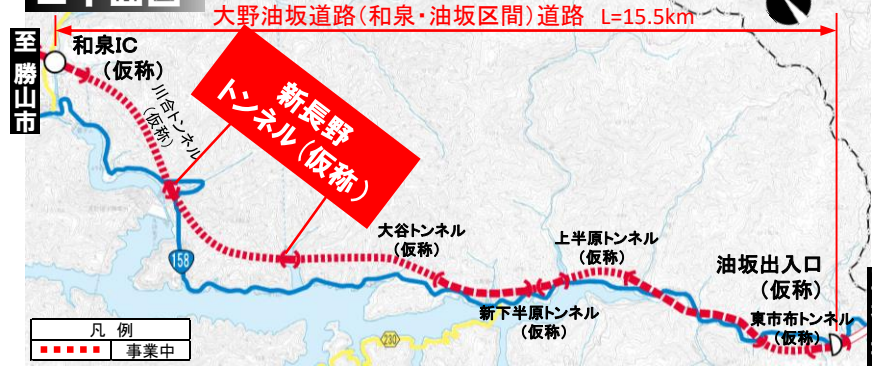 大野油坂道路(和泉・油坂区間)道路 L=15.5km
至 勝山市
和泉IC
(仮称)
川合トンネル
(仮称)
新長野
トンネル(仮称)
158
大谷トンネル
(仮称)
上半原トンネル
(仮称)
油坂出入口
(仮称)
新下半原トンネル
(仮称)
東市布トンネル
(仮称)
230
凡 例
事業中